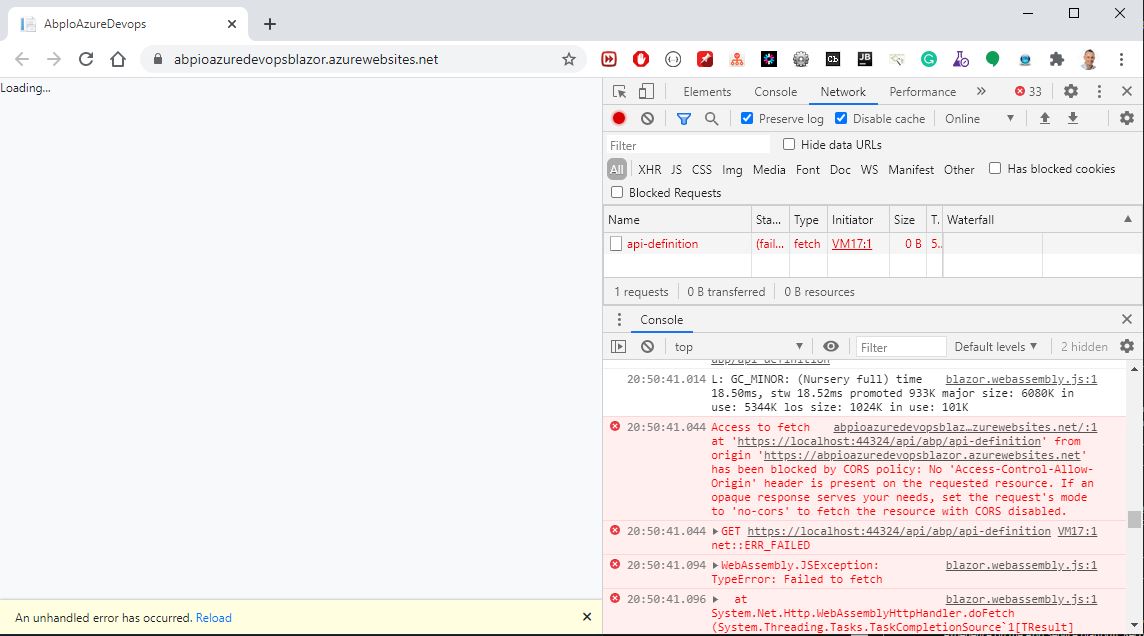 AbpIoAzureDevops
abpioazuredevopsblazor.azurewebsites.net
Loading...
Elements Console Network Performance » 33
Preserve log Disable cache Online
Filter Hide data URLs
All XHR JS CSS Img Media Font Doc WS Manifest Other Has blocked cookies
Blocked Requests
Name Sta... Type Initiator Size T. Waterfall
api-definition (fail... fetch VM17:1 0 B 5..
1 requests 0 B transferred 0 B resources
Console
top Filter Default levels 2 hidden
abp/api-definition
20:50:41.014 L: GC_MINOR: (Nursery full) time blazor.webassembly.js:1
18.50ms, stw 18.52ms promoted 933K major size: 6080K in
use: 5344K los size: 1024K in use: 101K
20:50:41.044 Access to fetch abpioazuredevopsblaz…zurewebsites.net/:1
at 'https://localhost:44324/api/abp/api-definition' from
origin 'https://abpioazuredevopsblazor.azurewebsites.net'
has been blocked by CORS policy: No 'Access-Control-Allow-
Origin' header is present on the requested resource. If an
opaque response serves your needs, set the request's mode
to 'no-cors' to fetch the resource with CORS disabled.
20:50:41.044 GET https://localhost:44324/api/abp/api-definition VM17:1
net::ERR_FAILED
20:50:41.094 WebAssembly.JSException: blazor.webassembly.js:1
TypeError: Failed to fetch
20:50:41.096 at blazor.webassembly.js:1
System.Net.Http.WebAssemblyHttpHandler.doFetch
(System.Threading.Tasks.TaskCompletionSource`1[TResult]
An unhandled error has occurred. Reload